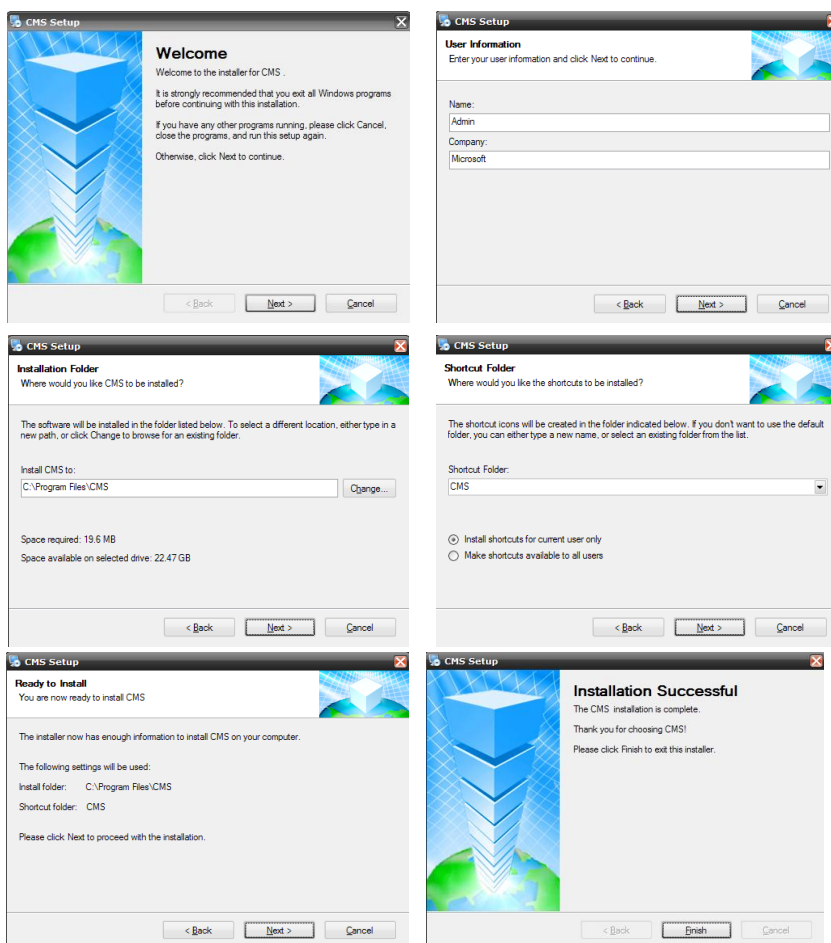 CMS Setup
Welcome
Welcome to the installer for CMS .
It is strongly recommended that you exit all Windows programs
before continuing with this installation.
If you have any other programs running, please click Cancel,
close the programs, and run this setup again.
Otherwise, click Next to continue.
< Back
Next >
Cancel
CMS Setup
User Information
Enter your user information and click Next to continue.
Name:
Admin
Company:
Microsoft
< Back
Next >
Cancel
CMS Setup
Installation Folder
Where would you like CMS to be installed?
The software will be installed in the folder listed below. To select a different location, either type in a
new path, or click Change to browse for an existing folder.
Install CMS to:
C:\Program Files\CMS
Change...
Space required: 19.6 MB
Space available on selected drive: 22.47 GB
< Back
Next >
Cancel
CMS Setup
Shortcut Folder
Where would you like the shortcuts to be installed?
The shortcut icons will be created in the folder indicated below. If you don't want to use the default
folder, you can either type a new name, or select an existing folder from the list.
Shortcut Folder:
CMS
Install shortcuts for current user only
Make shortcuts available to all users
< Back
Next >
Cancel
CMS Setup
Ready to Install
You are now ready to install CMS
The installer now has enough information to install CMS on your computer.
The following settings will be used:
Install folder: C:\Program Files\CMS
Shortcut folder: CMS
Please click Next to proceed with the installation.
< Back
Next >
Cancel
CMS Setup
Installation Successful
The CMS installation is complete.
Thank you for choosing CMS!
Please click Finish to exit this installer.
< Back
Finish
Cancel